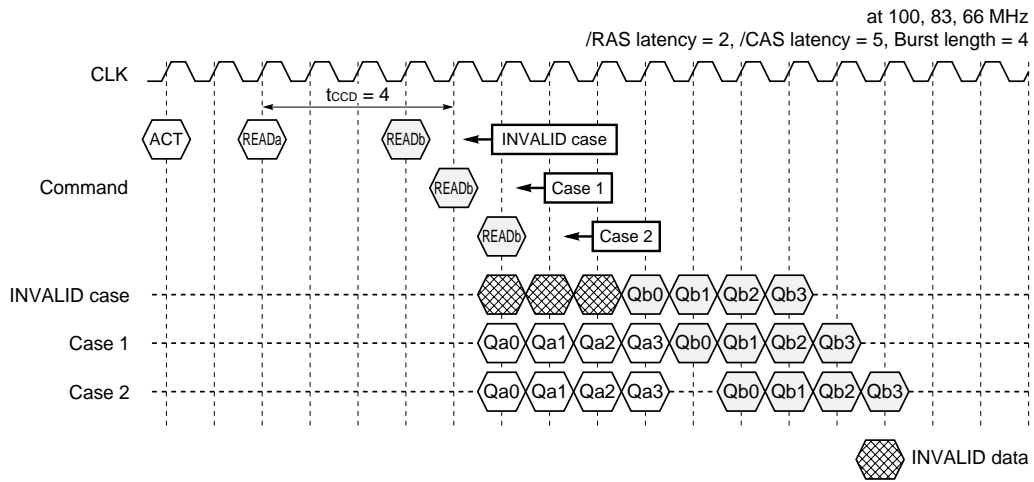 at 100, 83, 66 MHz
/RAS latency = 2, /CAS latency = 5, Burst length = 4
CLK
tCCD = 4
ACT READa READb INVALID case
Command READb Case 1
READb Case 2
INVALID case Qb0 Qb1 Qb2 Qb3
Case 1 Qa0 Qa1 Qa2 Qa3 Qb0 Qb1 Qb2 Qb3
Case 2 Qa0 Qa1 Qa2 Qa3 Qb0 Qb1 Qb2 Qb3
INVALID data